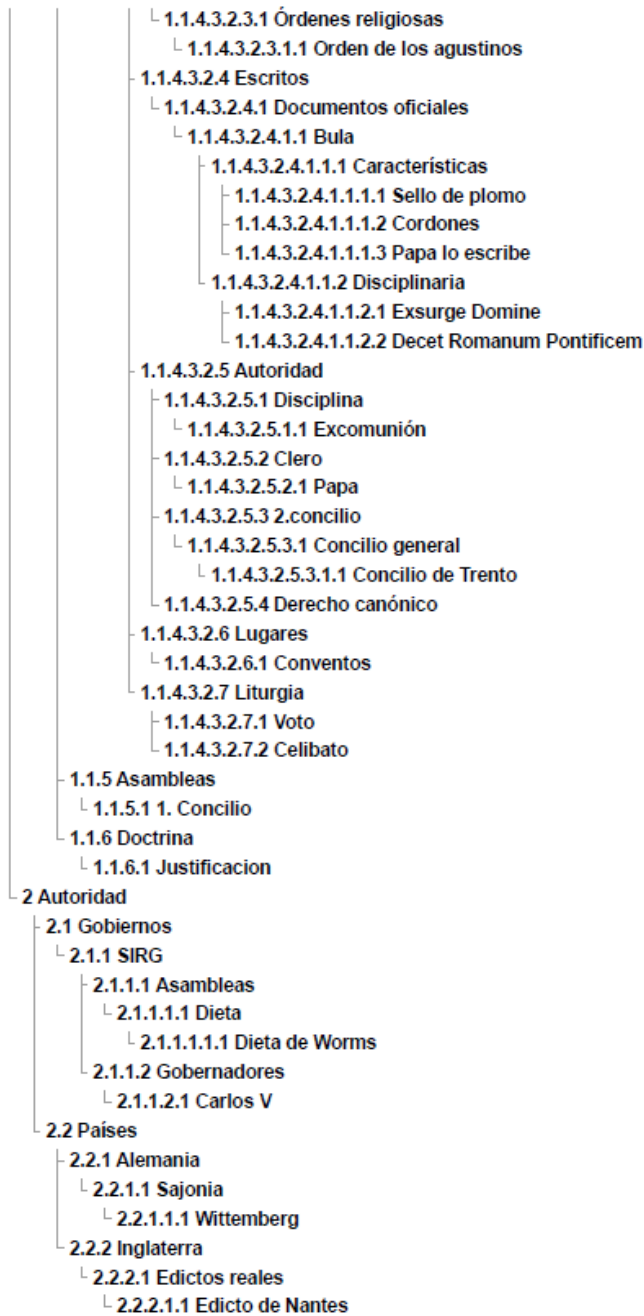 1.1.4.3.2.3.1 Órdenes religiosas
1.1.4.3.2.3.1.1 Orden de los agustinos
1.1.4.3.2.4 Escritos
1.1.4.3.2.4.1 Documentos oficiales
1.1.4.3.2.4.1.1 Bula
1.1.4.3.2.4.1.1.1 Característícas
1.1.4.3.2.4.1.1.1.1 Sello de plomo
1.1.4.3.2.4.1.1.1.2 Cordones
1.1.4.3.2.4.1.1.1.3 Papa lo escribe
1.1.4.3.2.4.1.1.2 Disciplinaria
1.1.4.3.2.4.1.1.2.1 Exsurge Domine
1.1.4.3.2.4.1.1.2.2 Decet Romanum Pontificem
1.1.4.3.2.5 Autoridad
1.1.4.3.2.5.1 Disciplina
1.1.4.3.2.5.1.1 Excomunión
1.1.4.3.2.5.2 Clero
1.1.4.3.2.5.2.1 Papa
1.1.4.3.2.5.3 2.concilio
1.1.4.3.2.5.3.1 Concilio general
1.1.4.3.2.5.3.1.1 Concilio de Trento
1.1.4.3.2.5.4 Derecho canónico
1.1.4.3.2.6 Lugares
1.1.4.3.2.6.1 Conventos
1.1.4.3.2.7 Liturgia
1.1.4.3.2.7.1 Voto
1.1.4.3.2.7.2 Celibato
1.1.5 Asambleas
1.1.5.1 1. Concilio
1.1.6 Doctrina
1.1.6.1 Justificacion
2 Autoridad
2.1 Gobiernos
2.1.1 SIRG
2.1.1.1 Asambleas
2.1.1.1.1 Dieta
2.1.1.1.1.1 Dieta de Worms
2.1.1.2 Gobernadores
2.1.1.2.1 Carlos V
2.2 Países
2.2.1 Alemania
2.2.1.1 Sajonia
2.2.1.1.1 Wittemberg
2.2.2 Inglaterra
2.2.2.1 Edictos reales
2.2.2.1.1 Edicto de Nantes